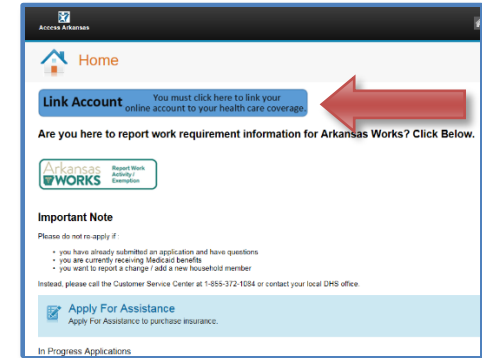 Access Arkansas
Home
Link Account You must click here to link your
online account to your health care coverage.
Are you here to report work requirement information for Arkansas Works? Click Below.
Arkansas
WORKS
Report Work
Activity /
Exemption
Important Note
Please do not re-apply if :
you have already submitted an application and have questions
you are currently receiving Medicaid benefits
you want to report a change / add a new household member
Instead, please call the Customer Service Center at 1-855-372-1084 or contact your local DHS office.
Apply For Assistance
Apply For Assistance to purchase insurance.
In Progress Applications